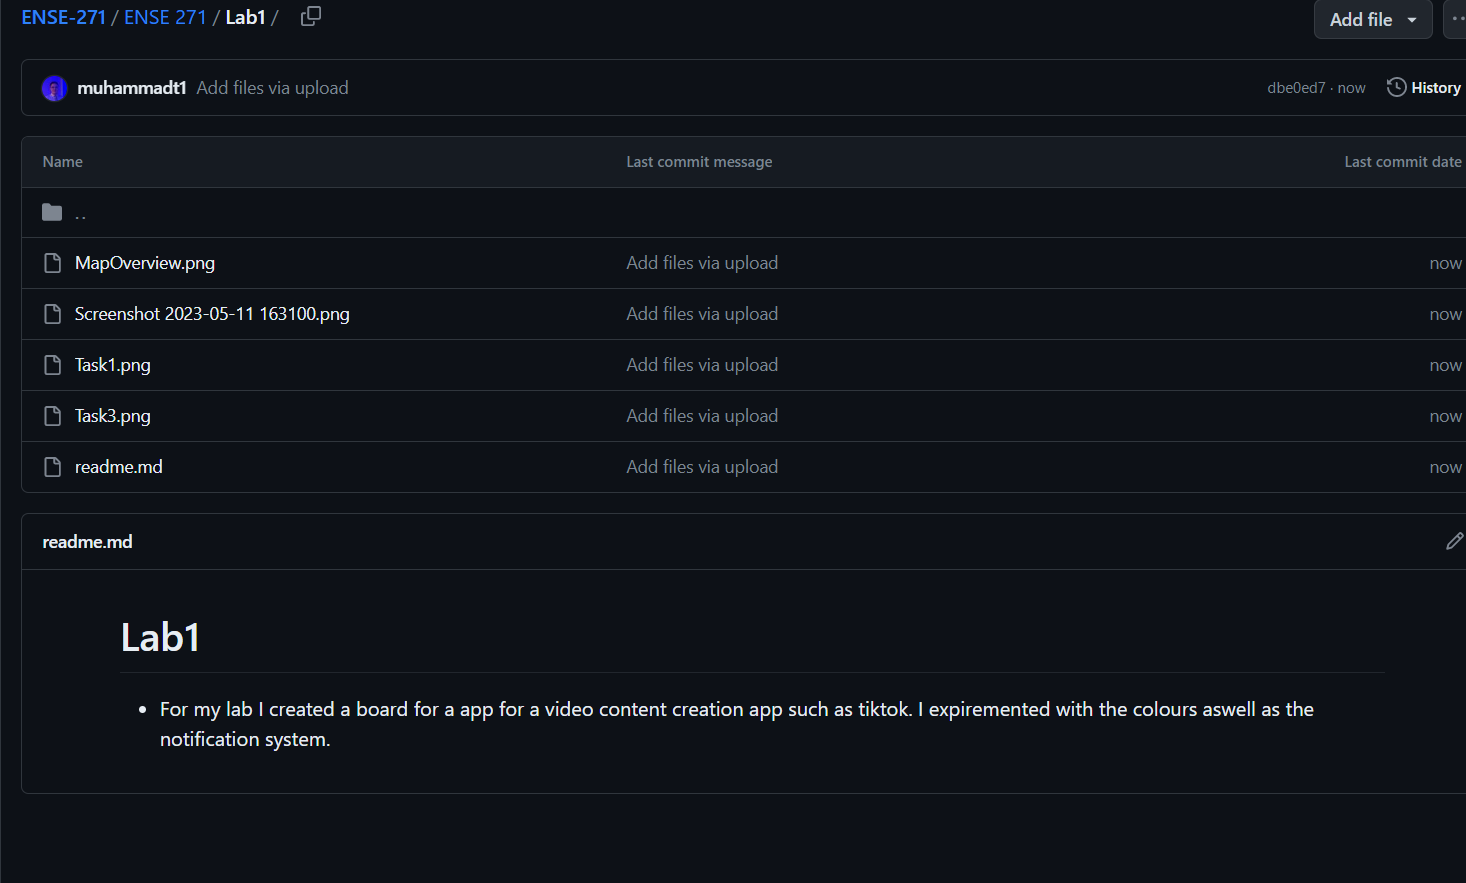 ENSE-271 / ENSE 271 / Lab1 /
Add file
muhammadt1 Add files via upload
dbe0ed7 · now
History
Name Last commit message Last commit date
..
MapOverview.png Add files via upload now
Screenshot 2023-05-11 163100.png Add files via upload now
Task1.png Add files via upload now
Task3.png Add files via upload now
readme.md Add files via upload now
readme.md
Lab1
• For my lab I created a board for a app for a video content creation app such as tiktok. I expiremented with the colours aswell as the
notification system.